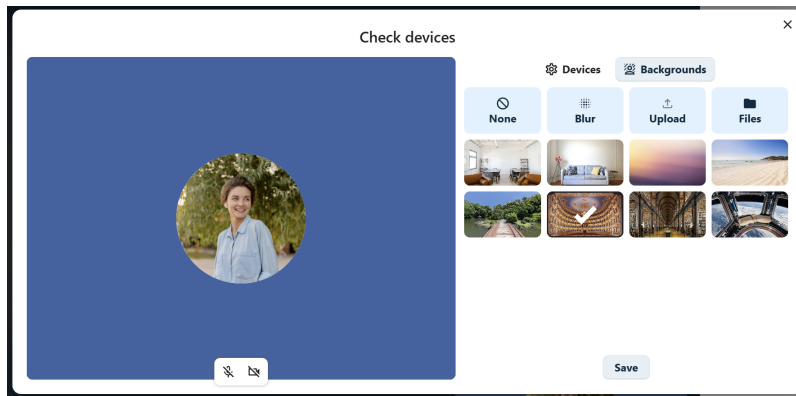 Check devices
Devices
Backgrounds
None
Blur
Upload
Files
Save